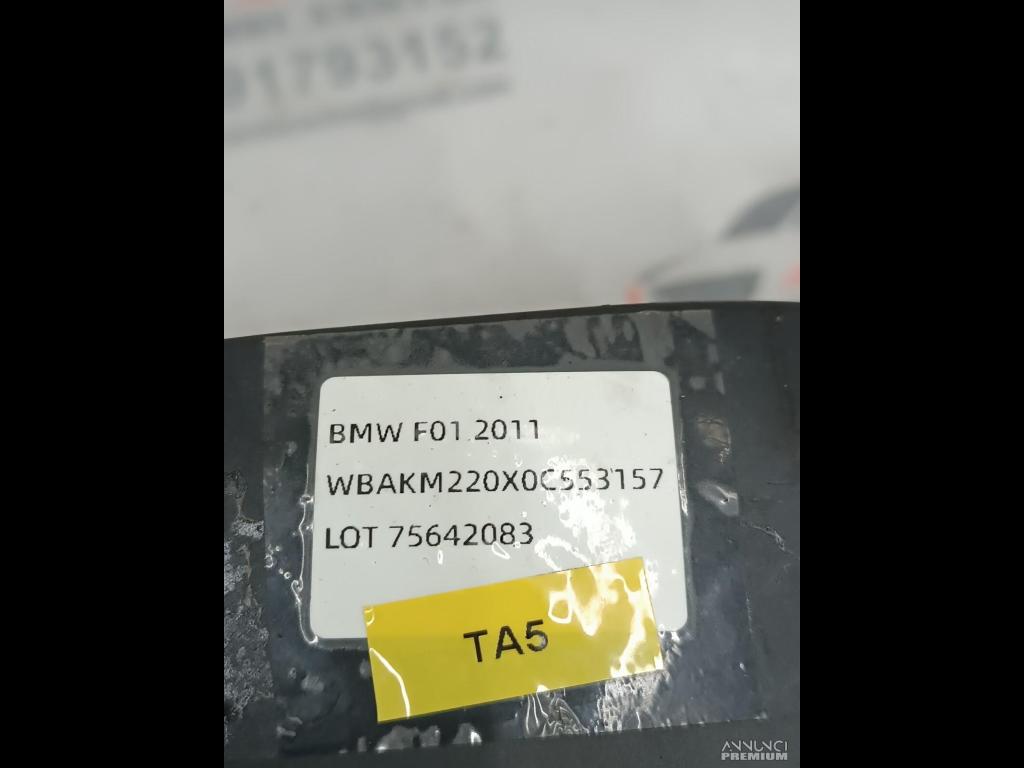 91793152
BMW F01 2011
WBAKM220X0C553157
LOT 75642083
TA5
ANNUNCI
PREMIUM